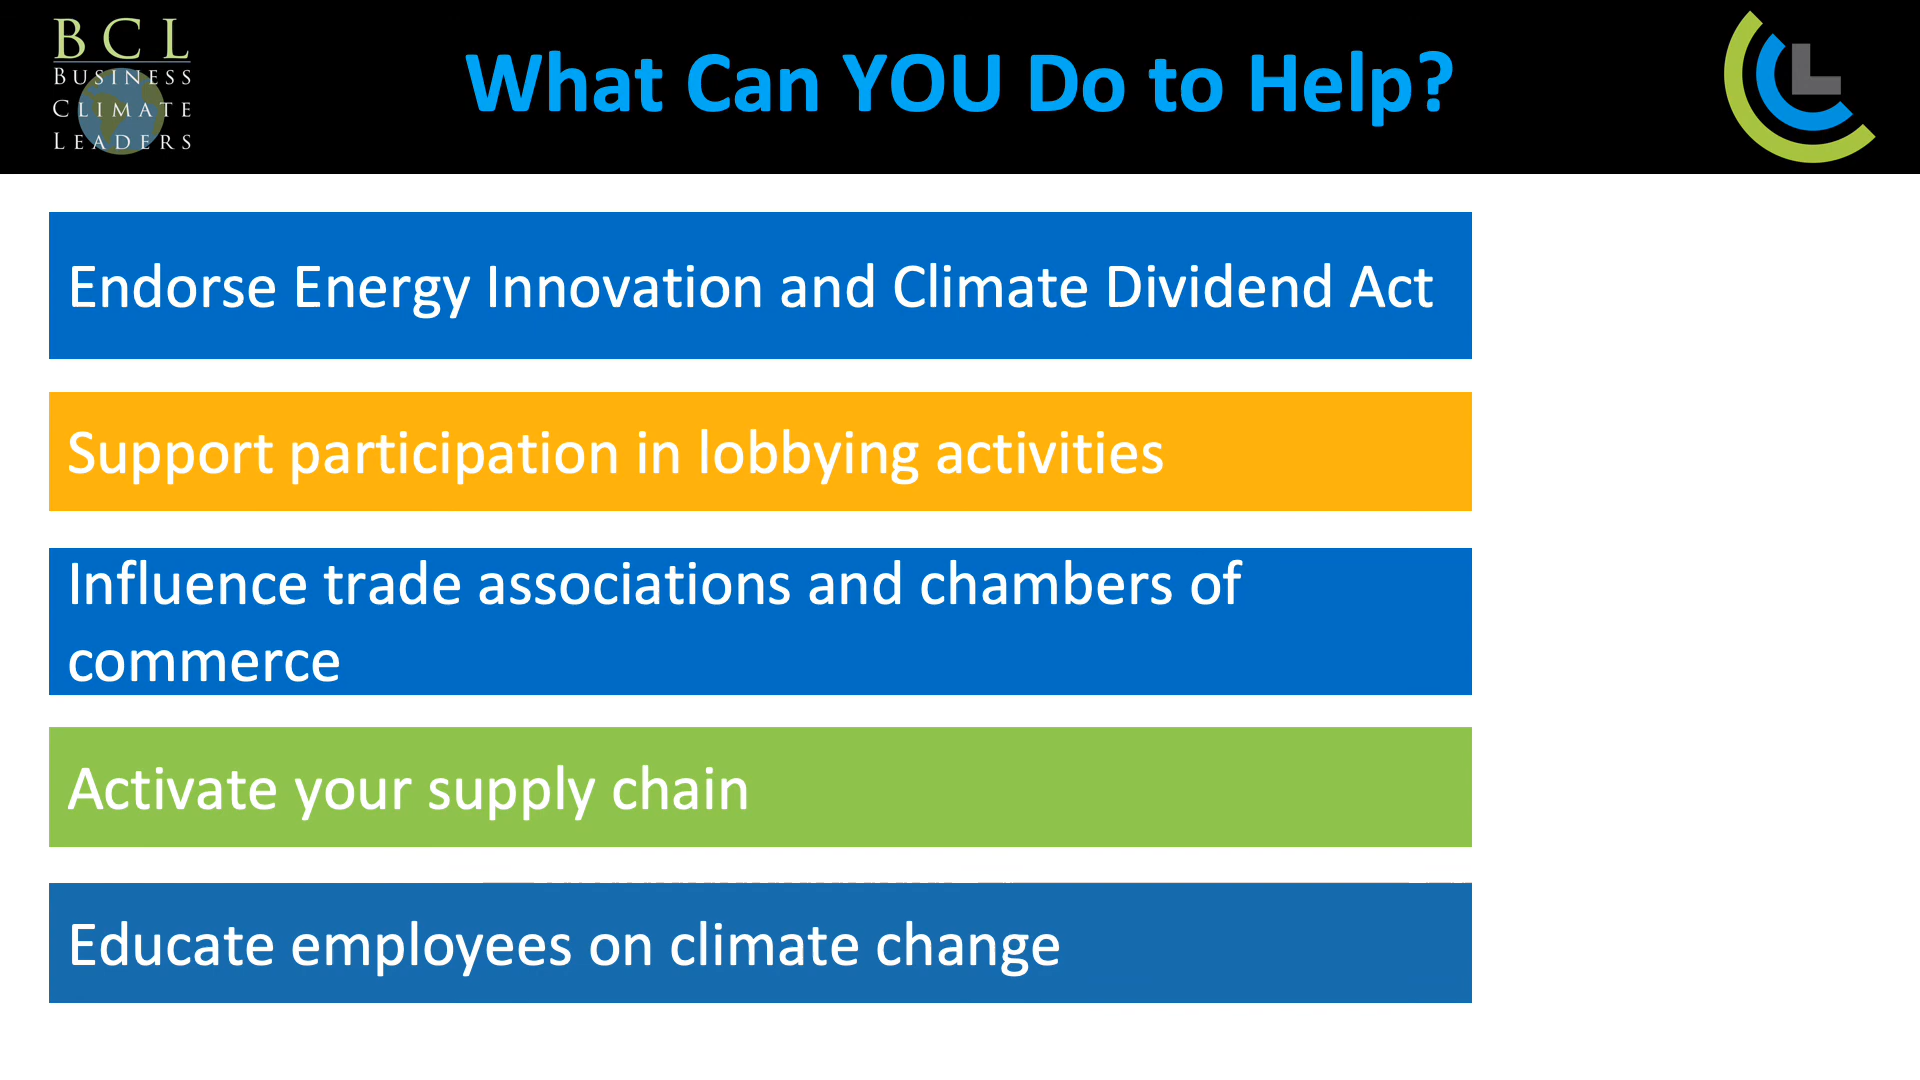 B C L
BUSINESS
CLIMATE
LEADERS
What Can YOU Do to Help?
Endorse Energy Innovation and Climate Dividend Act
Support participation in lobbying activities
Influence trade associations and chambers of
commerce
Activate your supply chain
Educate employees on climate change